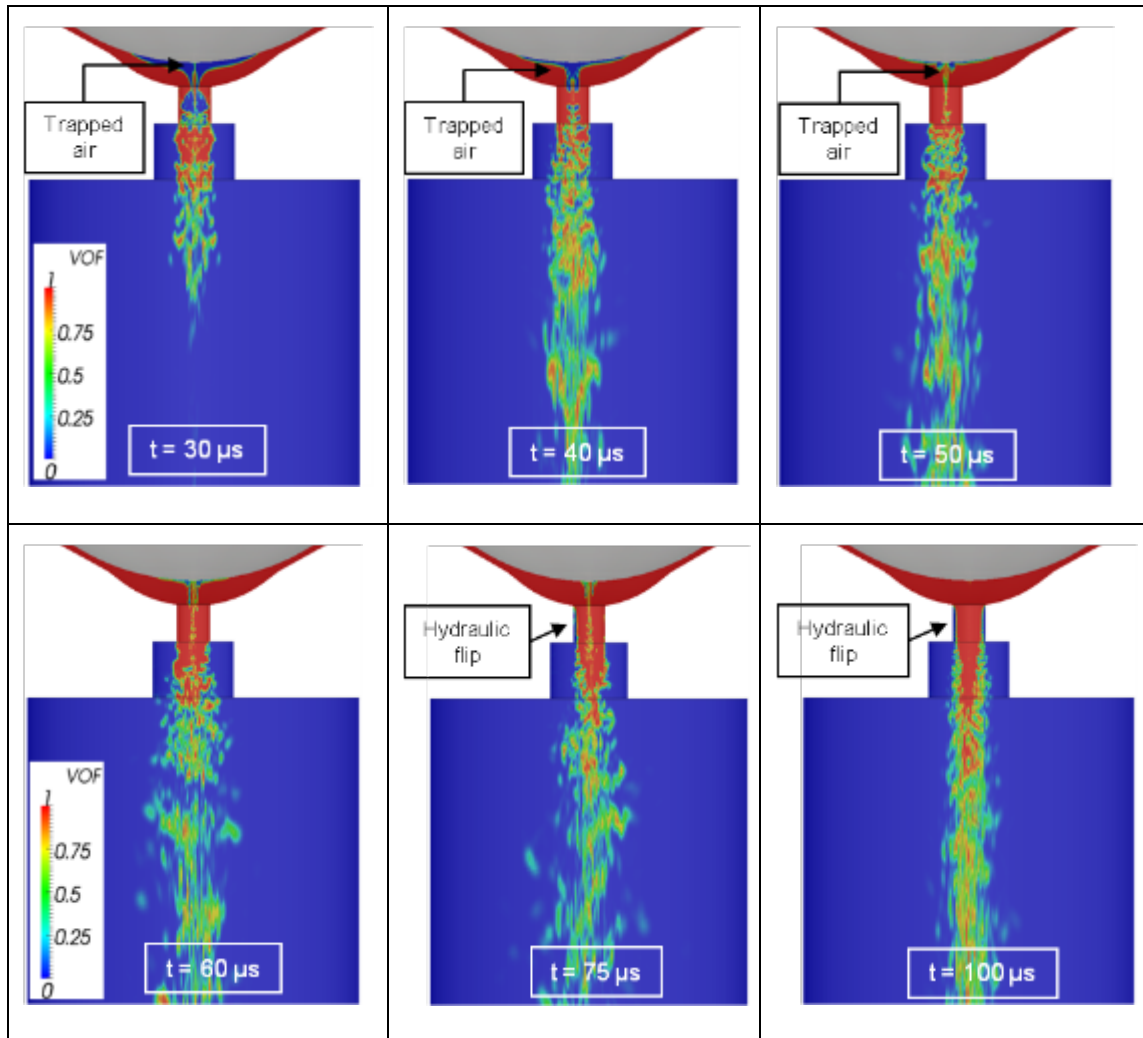 Trapped
air
VOF
1
0.75
0.5
0.25
0
t = 30 µs
Trapped
air
t = 40 µs
Trapped
air
t = 50 µs
VOF
1
0.75
0.5
0.25
0
t = 60 µs
Hydraulic
flip
t = 75 µs
Hydraulic
flip
t = 100 µs